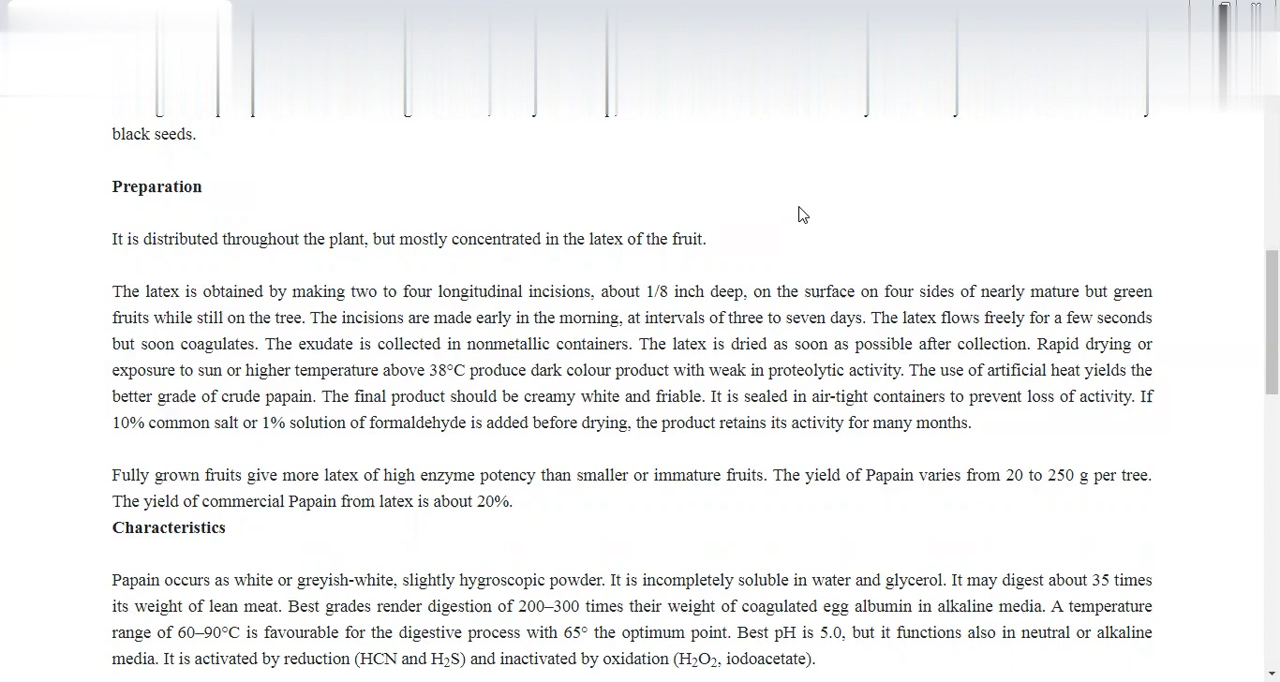 black seeds.
Preparation
It is distributed throughout the plant, but mostly concentrated in the latex of the fruit.
The latex is obtained by making two to four longitudinal incisions, about 1/8 inch deep, on the surface on four sides of nearly mature but green
fruits while still on the tree. The incisions are made early in the morning, at intervals of three to seven days. The latex flows freely for a few seconds
but soon coagulates. The exudate is collected in nonmetallic containers. The latex is dried as soon as possible after collection. Rapid drying or
exposure to sun or higher temperature above 38°C produce dark colour product with weak in proteolytic activity. The use of artificial heat yields the
better grade of crude papain. The final product should be creamy white and friable. It is sealed in air-tight containers to prevent loss of activity. If
10% common salt or 1% solution of formaldehyde is added before drying, the product retains its activity for many months.
Fully grown fruits give more latex of high enzyme potency than smaller or immature fruits. The yield of Papain varies from 20 to 250 g per tree.
The yield of commercial Papain from latex is about 20%.
Characteristics
Papain occurs as white or greyish-white, slightly hygroscopic powder. It is incompletely soluble in water and glycerol. It may digest about 35 times
its weight of lean meat. Best grades render digestion of 200–300 times their weight of coagulated egg albumin in alkaline media. A temperature
range of 60–90°C is favourable for the digestive process with 65° the optimum point. Best pH is 5.0, but it functions also in neutral or alkaline
media. It is activated by reduction (HCN and H₂S) and inactivated by oxidation (H₂O₂, iodoacetate).